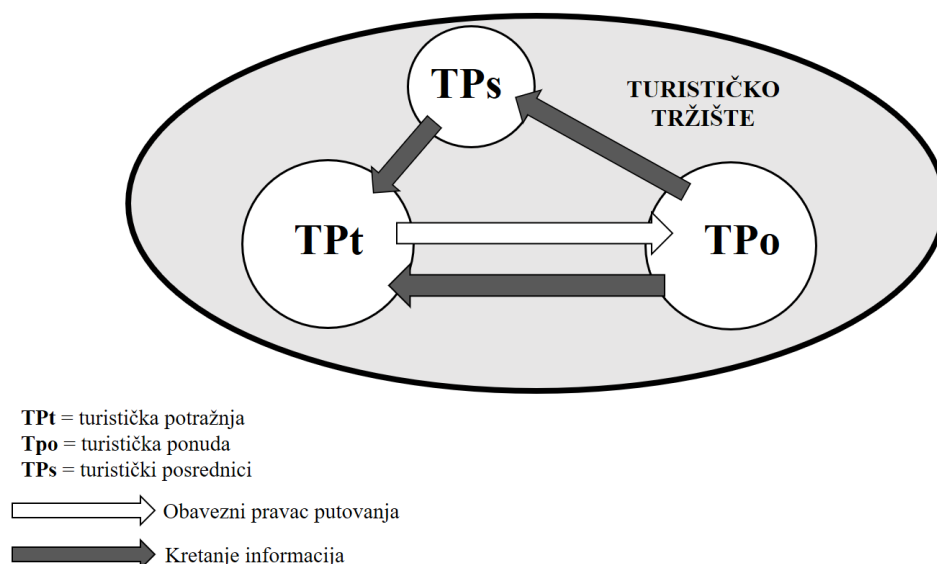 TPs
TURISTIČKO
TRŽIŠTE
TPt
TPo
TPt = turistička potražnja
Tpo = turistička ponuda
TPs = turistički posrednici
Obavezni pravac putovanja
Kretanje informacija